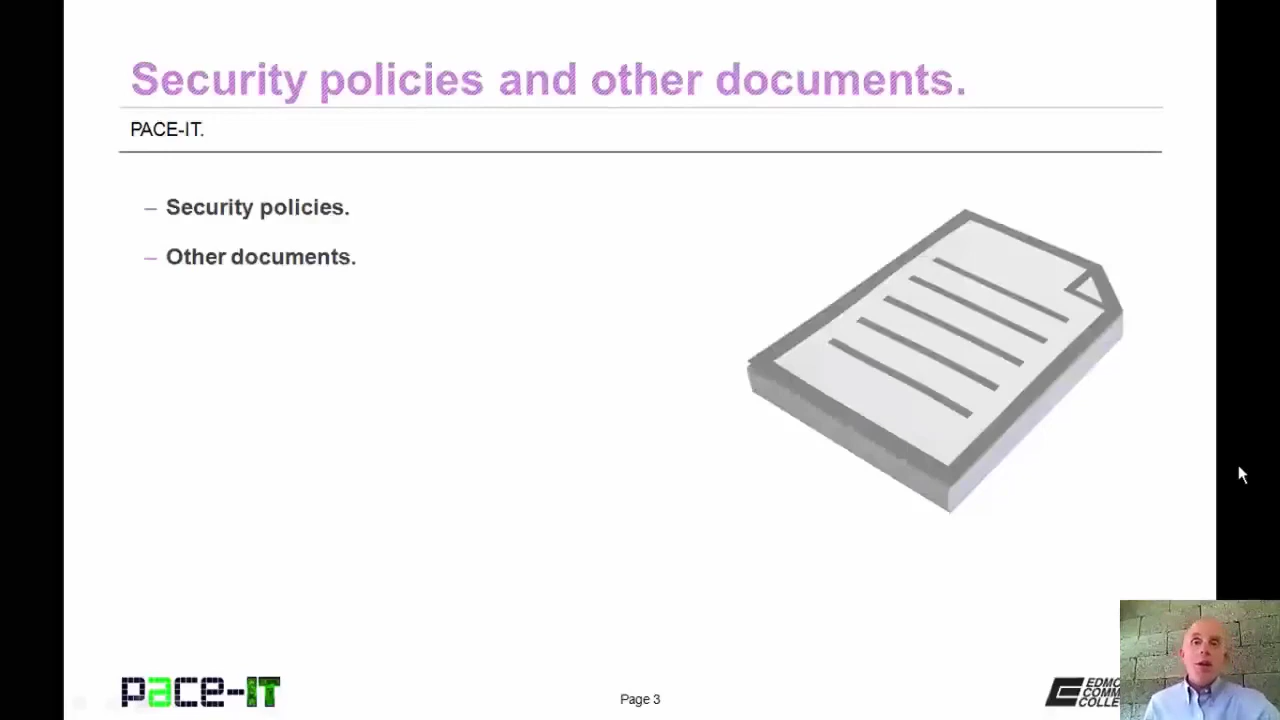 Security policies and other documents.
PACE-IT.
– Security policies.
– Other documents.
pace-IT
Page 3